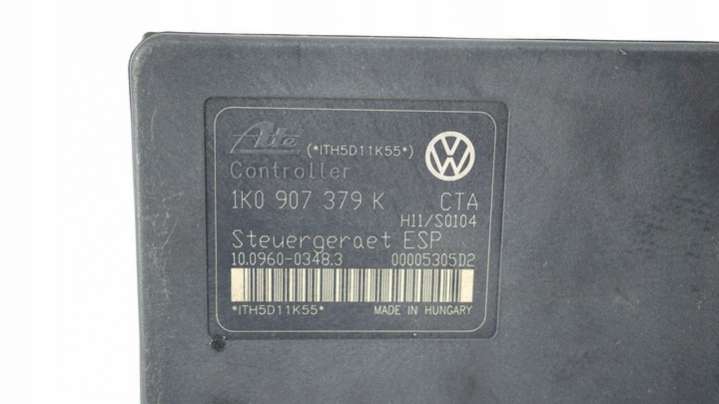 Ate (*ITH5D11K55*)
Controller
1K0 907 379 K CTA
H11/S0104
Steuergeraet ESP
10.0960-0348.3 00005305D2
*ITH5D11K55* MADE IN HUNGARY